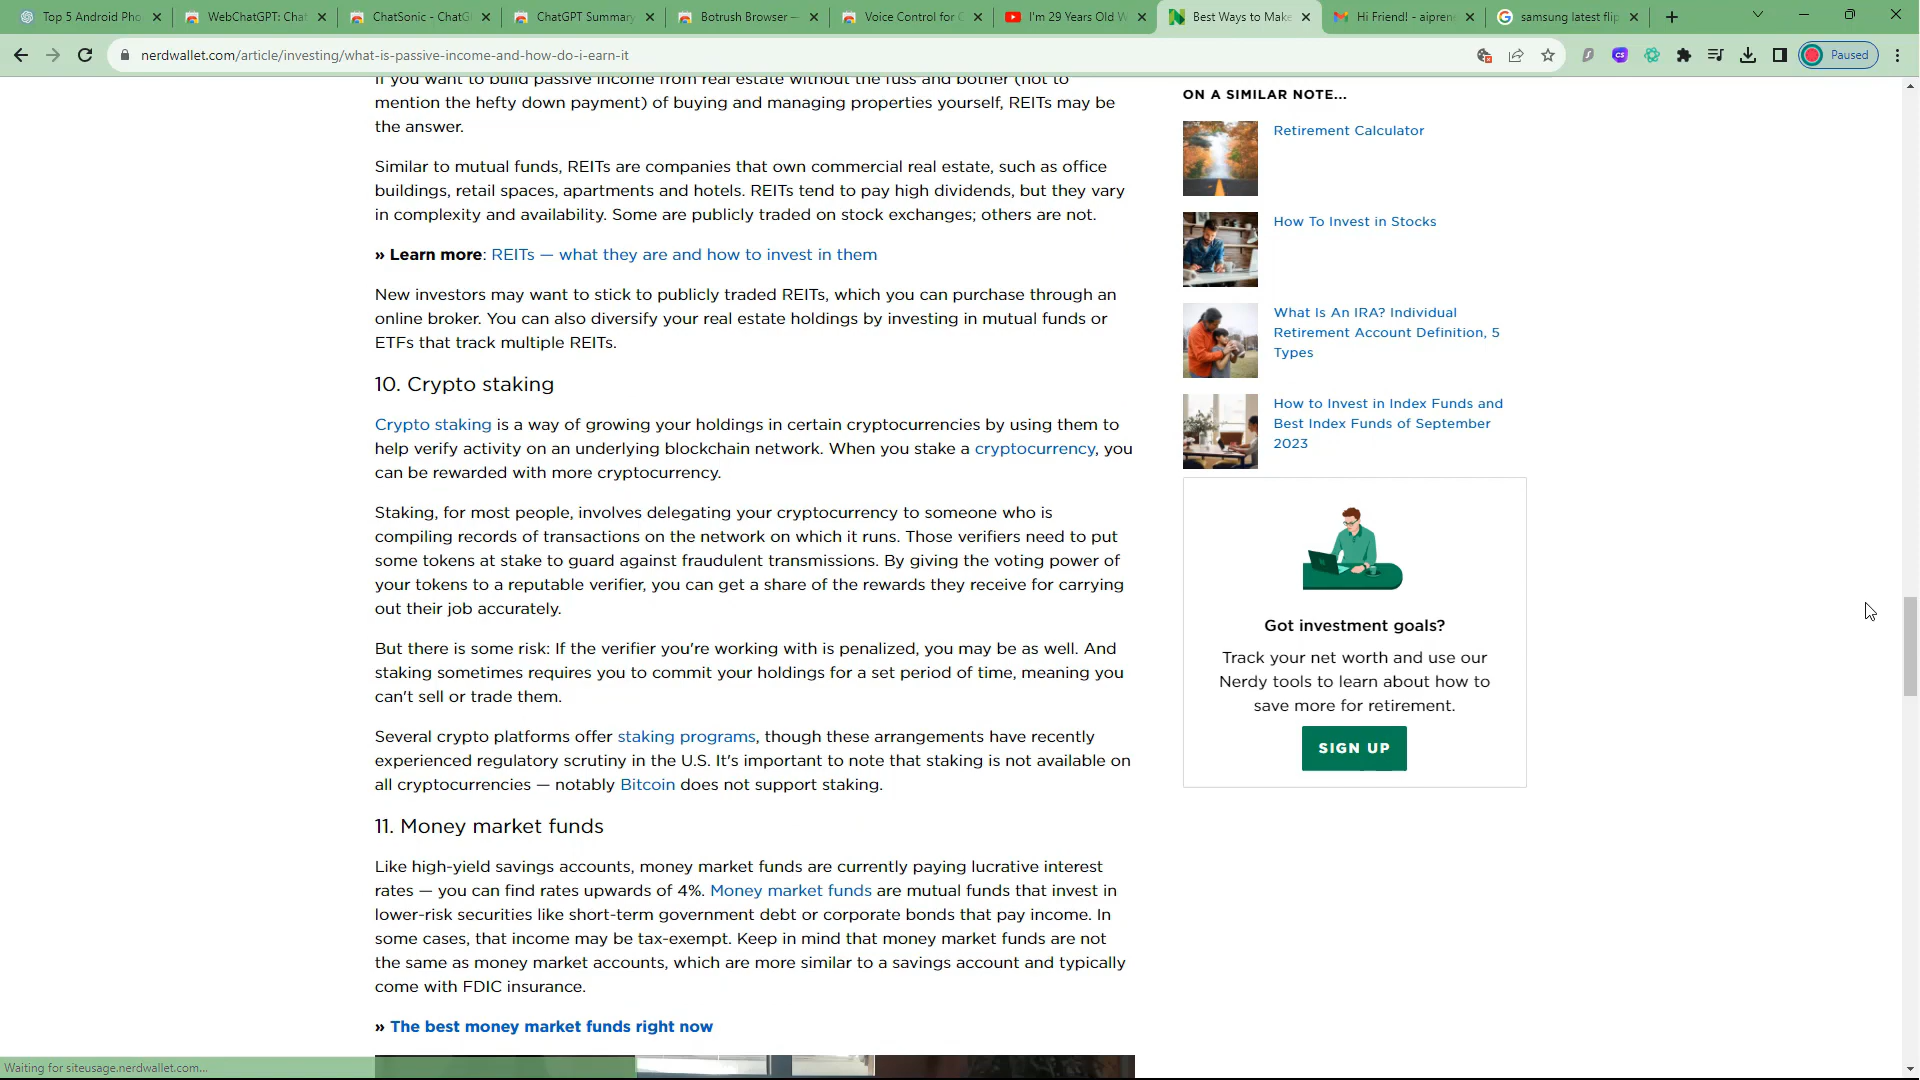 Top 5 Android Pho
WebChatGPT: Chat
ChatSonic - ChatG
ChatGPT Summary
Botrush Browser —
Voice Control for C
I'm 29 Years Old W
Best Ways to Make
Hi Friend! - aipren
samsung latest flip
nerdwallet.com/article/investing/what-is-passive-income-and-how-do-i-earn-it
Paused
If you want to build passive income from real estate without the fuss and bother (not to
mention the hefty down payment) of buying and managing properties yourself, REITs may be
the answer.
Similar to mutual funds, REITs are companies that own commercial real estate, such as office
buildings, retail spaces, apartments and hotels. REITs tend to pay high dividends, but they vary
in complexity and availability. Some are publicly traded on stock exchanges; others are not.
» Learn more: REITs — what they are and how to invest in them
New investors may want to stick to publicly traded REITs, which you can purchase through an
online broker. You can also diversify your real estate holdings by investing in mutual funds or
ETFs that track multiple REITs.
10. Crypto staking
Crypto staking is a way of growing your holdings in certain cryptocurrencies by using them to
help verify activity on an underlying blockchain network. When you stake a cryptocurrency, you
can be rewarded with more cryptocurrency.
Staking, for most people, involves delegating your cryptocurrency to someone who is
compiling records of transactions on the network on which it runs. Those verifiers need to put
some tokens at stake to guard against fraudulent transmissions. By giving the voting power of
your tokens to a reputable verifier, you can get a share of the rewards they receive for carrying
out their job accurately.
But there is some risk: If the verifier you're working with is penalized, you may be as well. And
staking sometimes requires you to commit your holdings for a set period of time, meaning you
can't sell or trade them.
Several crypto platforms offer staking programs, though these arrangements have recently
experienced regulatory scrutiny in the U.S. It's important to note that staking is not available on
all cryptocurrencies — notably Bitcoin does not support staking.
11. Money market funds
Like high-yield savings accounts, money market funds are currently paying lucrative interest
rates — you can find rates upwards of 4%. Money market funds are mutual funds that invest in
lower-risk securities like short-term government debt or corporate bonds that pay income. In
some cases, that income may be tax-exempt. Keep in mind that money market funds are not
the same as money market accounts, which are more similar to a savings account and typically
come with FDIC insurance.
» The best money market funds right now
ON A SIMILAR NOTE...
Retirement Calculator
How To Invest in Stocks
What Is An IRA? Individual
Retirement Account Definition, 5
Types
How to Invest in Index Funds and
Best Index Funds of September
2023
Got investment goals?
Track your net worth and use our
Nerdy tools to learn about how to
save more for retirement.
SIGN UP
Waiting for siteusage.nerdwallet.com...